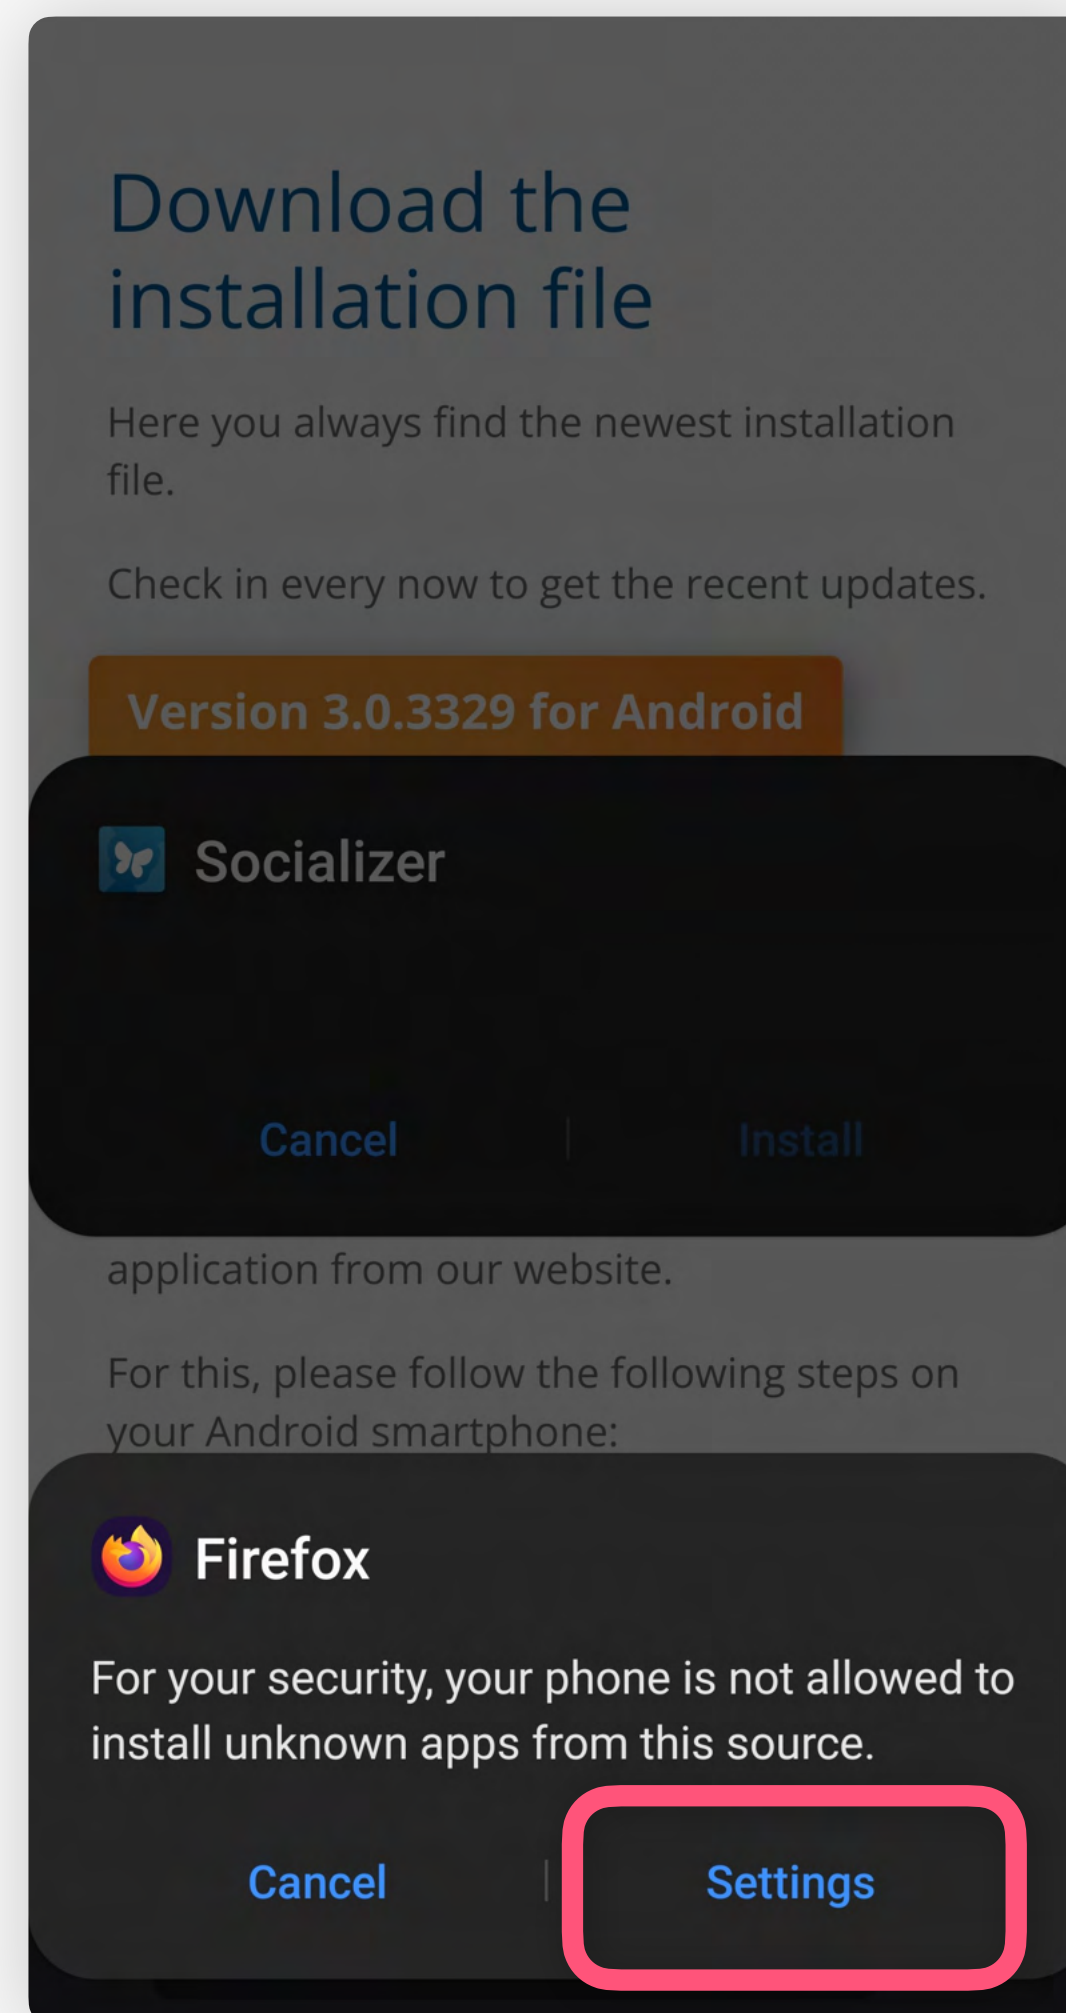 Download the
installation file
Here you always find the newest installation
file.
Check in every now to get the recent updates.
Version 3.0.3329 for Android
Socializer
Cancel
Install
application from our website.
For this, please follow the following steps on
your Android smartphone:
Firefox
For your security, your phone is not allowed to
install unknown apps from this source.
Cancel
Settings